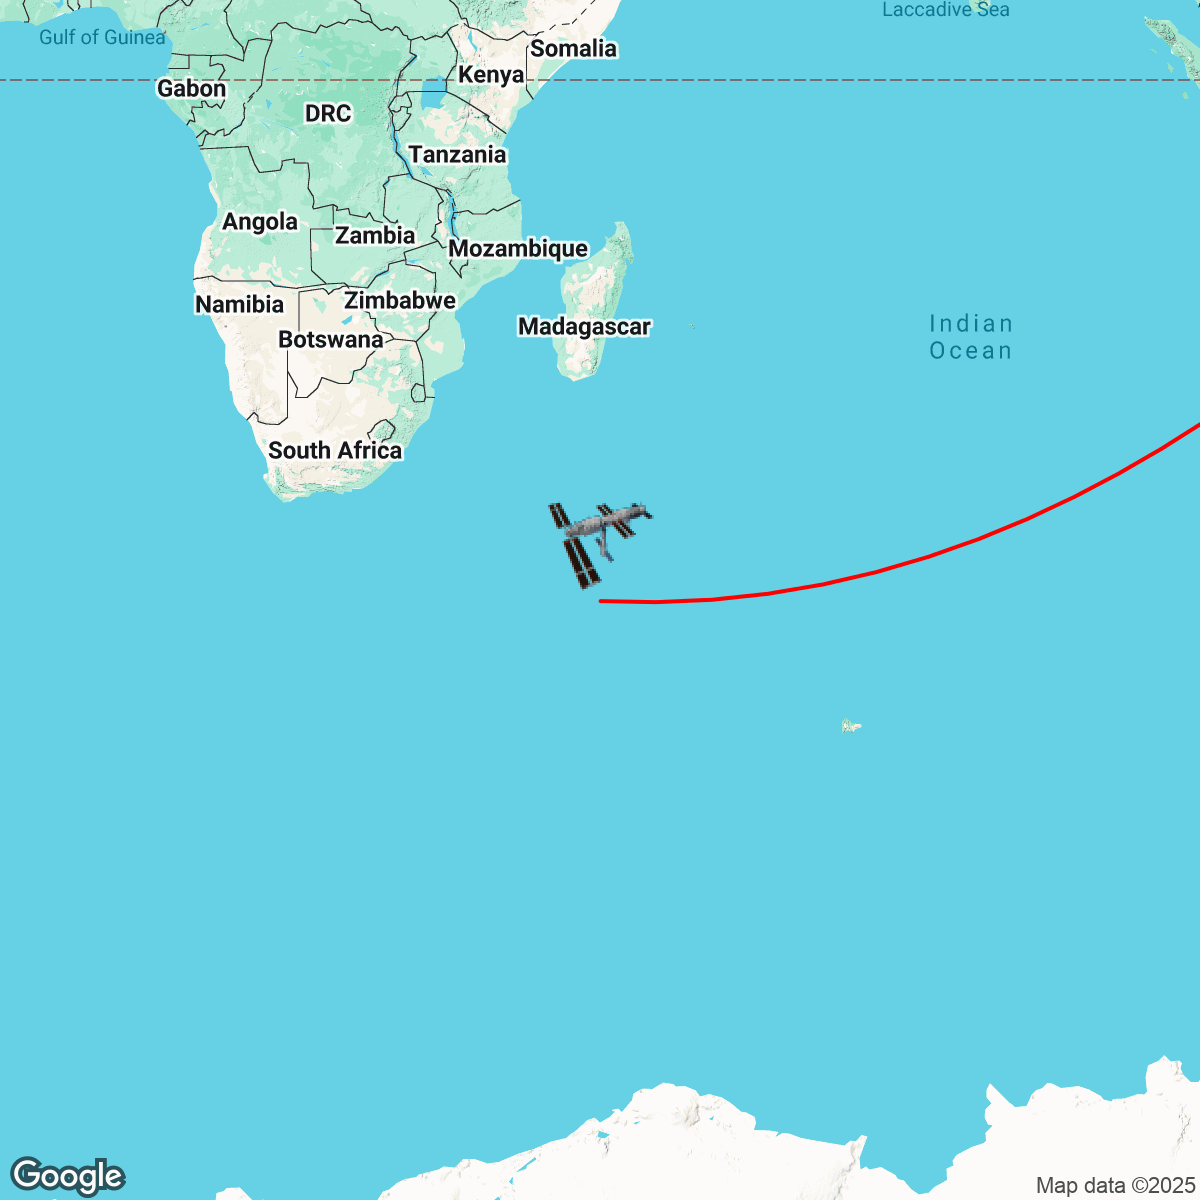 Laccadive Sea
Gulf of Guinea
Somalia
Kenya
Gabon
DRC
Tanzania
Angola
Zambia
Mozambique
Zimbabwe
Namibia
Madagascar
Indian
Ocean
Botswana
South Africa
Google
Map data ©2025